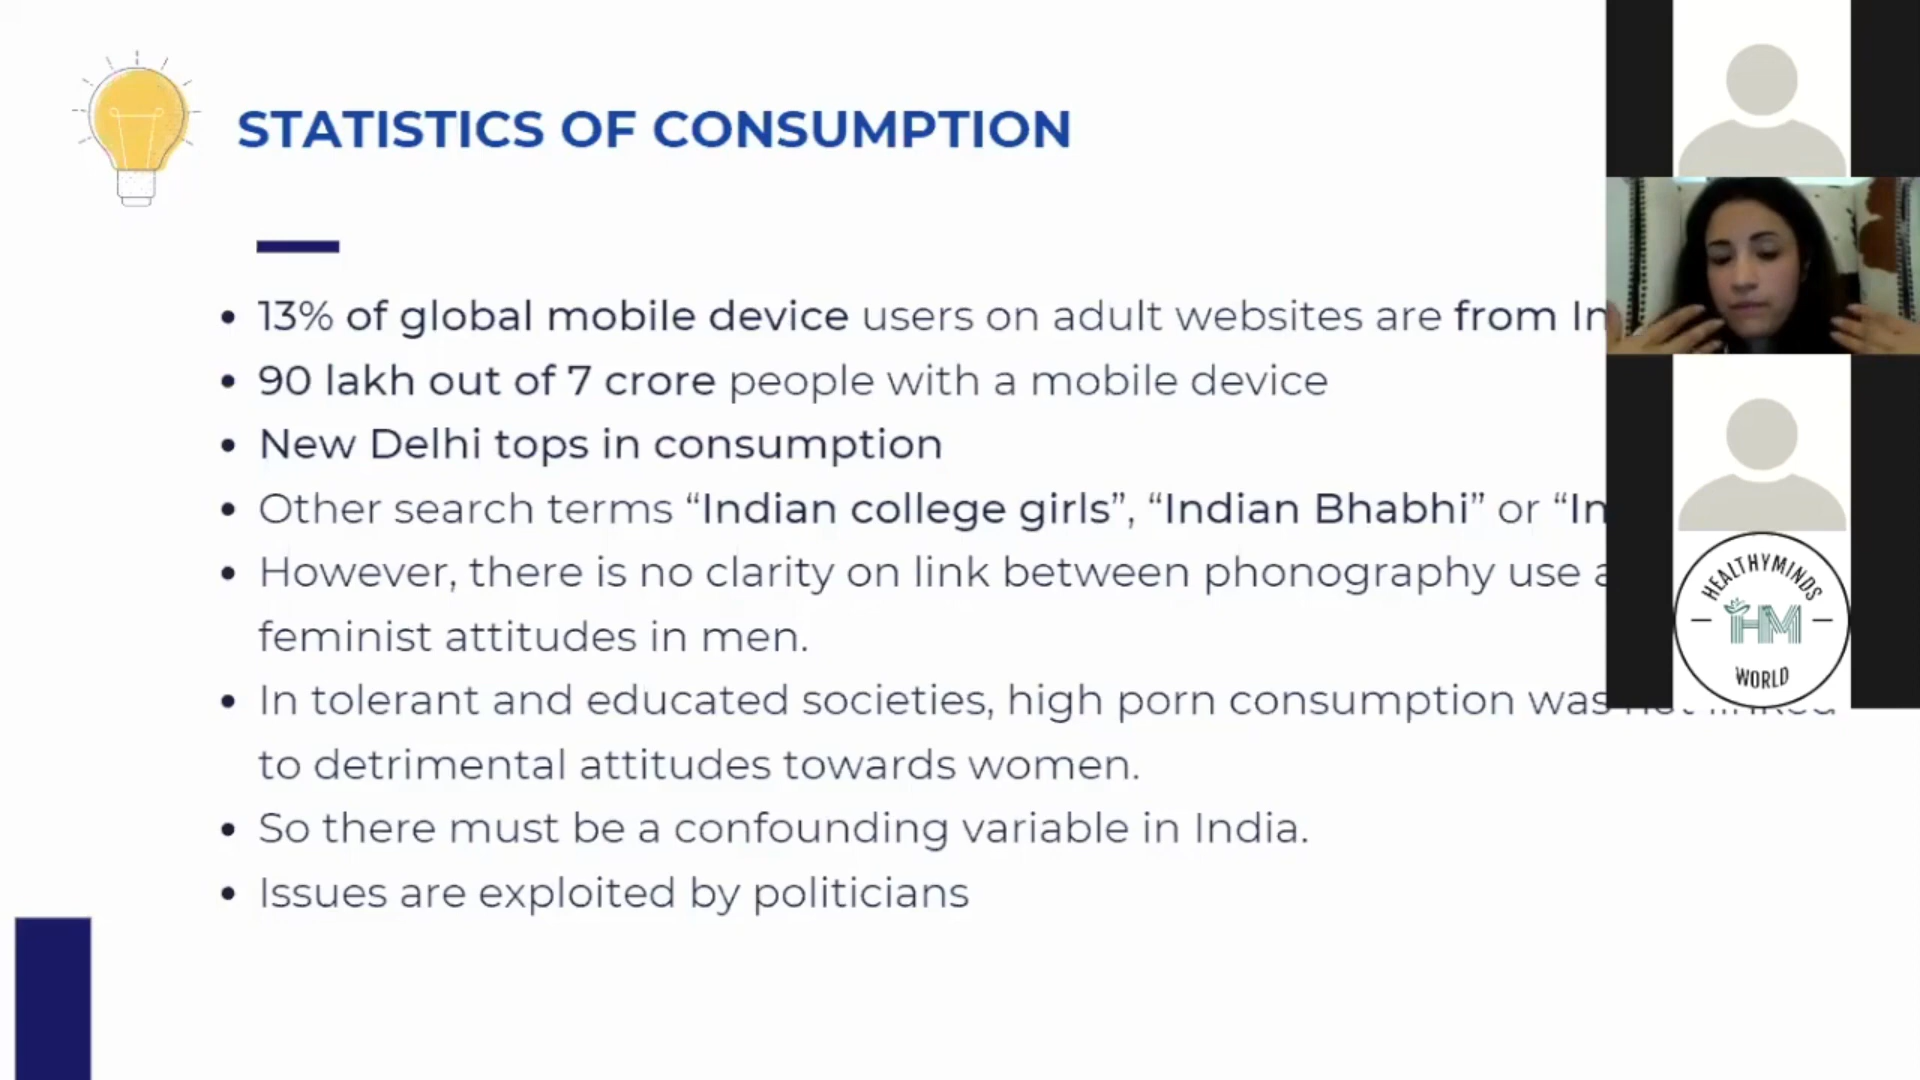 STATISTICS OF CONSUMPTION
13% of global mobile device users on adult websites are from
90 lakh out of 7 crore people with a mobile device
New Delhi tops in consumption
Other search terms “Indian college girls”, “Indian Bhabhi” or
However, there is no clarity on link between phonography use
feminist attitudes in men.
In tolerant and educated societies, high porn consumption was
to detrimental attitudes towards women.
So there must be a confounding variable in India.
Issues are exploited by politicians
HEALTHYMINDS
HM
WORLD